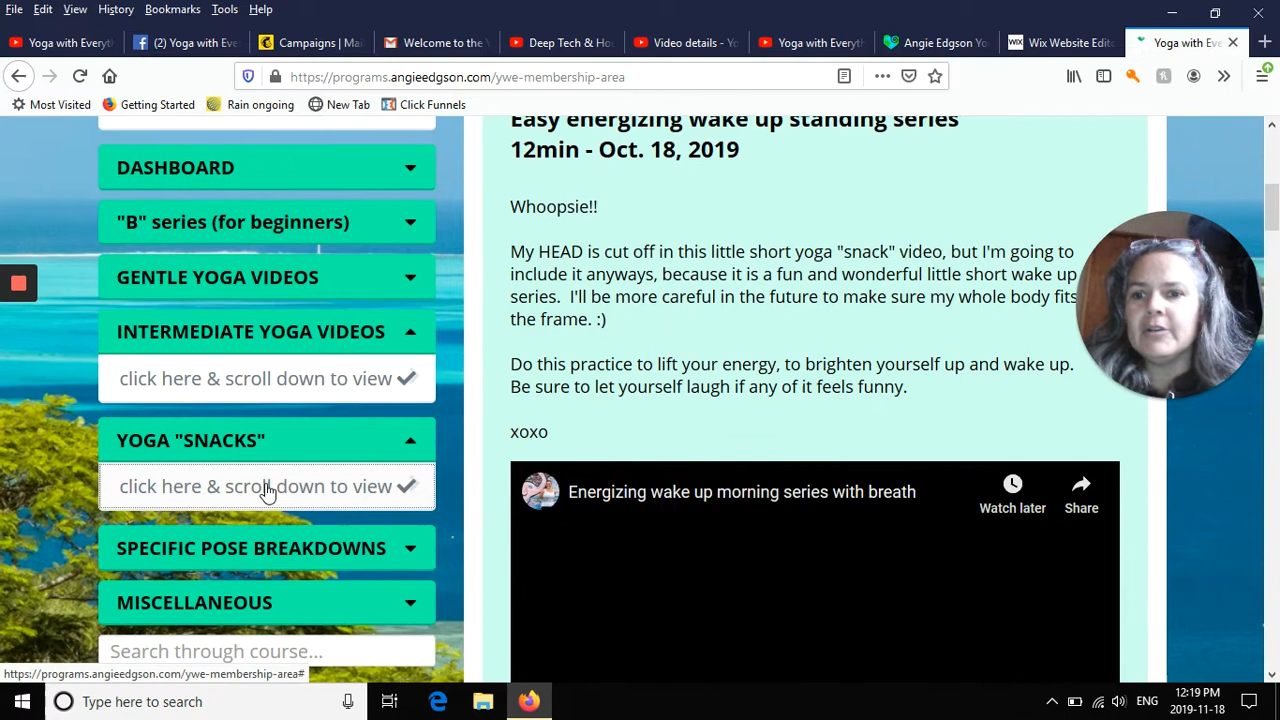 File Edit View History Bookmarks Tools Help
Yoga with Everyth
(2) Yoga with Eve
Campaigns | Ma
Welcome to the Y
Deep Tech & Hou
Video details - Yo
Yoga with Everyth
Angie Edgson Yog
Wix Website Edito
Yoga with Eve
https://programs.angieedgson.com/ywe-membership-area
Most Visited Getting Started Rain ongoing New Tab Click Funnels
DASHBOARD
"B" series (for beginners)
GENTLE YOGA VIDEOS
INTERMEDIATE YOGA VIDEOS
click here & scroll down to view
YOGA "SNACKS"
click here & scroll down to view
SPECIFIC POSE BREAKDOWNS
MISCELLANEOUS
Search through course...
https://programs.angieedgson.com/ywe-membership-area#
Easy energizing wake up standing series
12min - Oct. 18, 2019
Whoopsie!!
My HEAD is cut off in this little short yoga "snack" video, but I'm going to
include it anyways, because it is a fun and wonderful little short wake up
series. I'll be more careful in the future to make sure my whole body fits
the frame. :)
Do this practice to lift your energy, to brighten yourself up and wake up.
Be sure to let yourself laugh if any of it feels funny.
xoxo
Energizing wake up morning series with breath
Watch later
Share
Type here to search
ENG
12:19 PM
2019-11-18